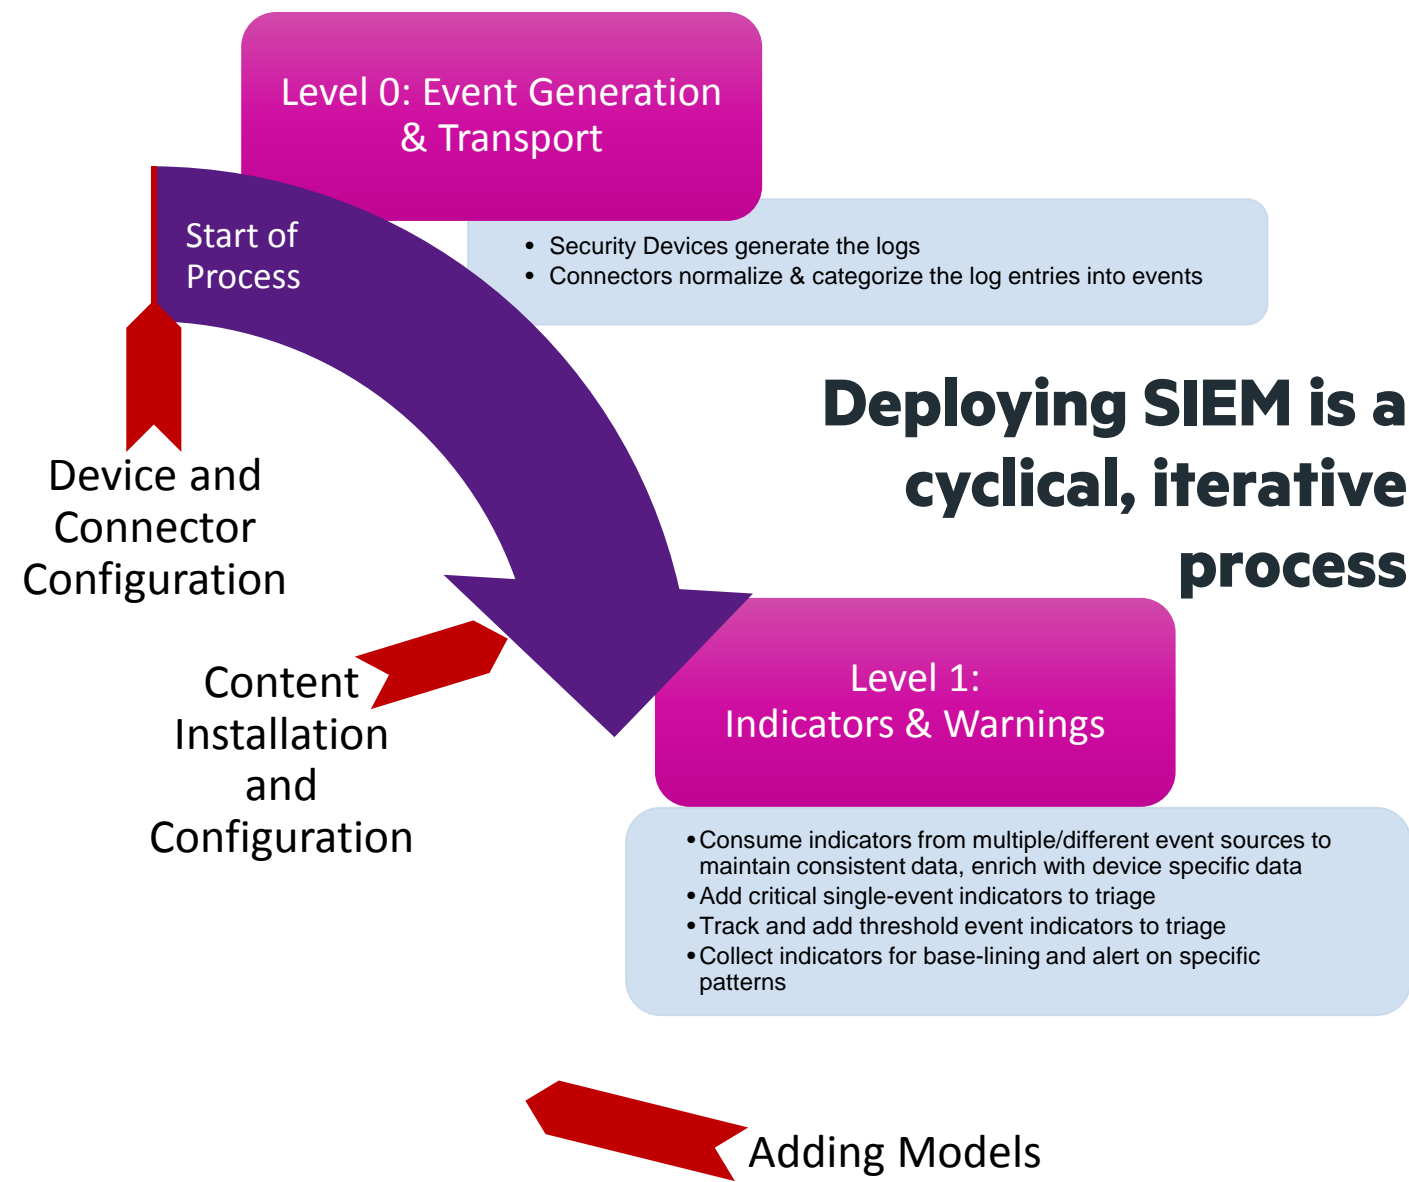 Level 0: Event Generation
& Transport
Start of
Process
• Security Devices generate the logs
• Connectors normalize & categorize the log entries into events
Deploying SIEM is a
cyclical, iterative
process
Device and
Connector
Configuration
Content
Installation
and
Configuration
Level 1:
Indicators & Warnings
• Consume indicators from multiple/different event sources to
maintain consistent data, enrich with device specific data
• Add critical single-event indicators to triage
• Track and add threshold event indicators to triage
• Collect indicators for base-lining and alert on specific
patterns
Adding Models